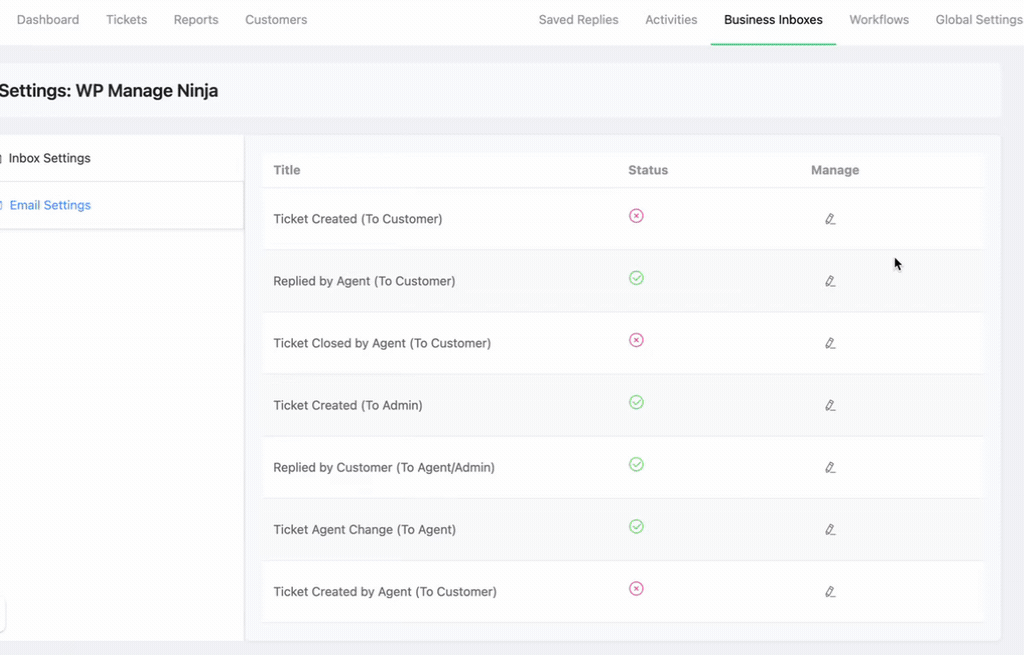 Dashboard Tickets Reports Customers Saved Replies Activities Business Inboxes Workflows Global Settings
Settings: WP Manage Ninja
Inbox Settings
Email Settings
Title Status Manage
Ticket Created (To Customer)
Replied by Agent (To Customer)
Ticket Closed by Agent (To Customer)
Ticket Created (To Admin)
Replied by Customer (To Agent/Admin)
Ticket Agent Change (To Agent)
Ticket Created by Agent (To Customer)